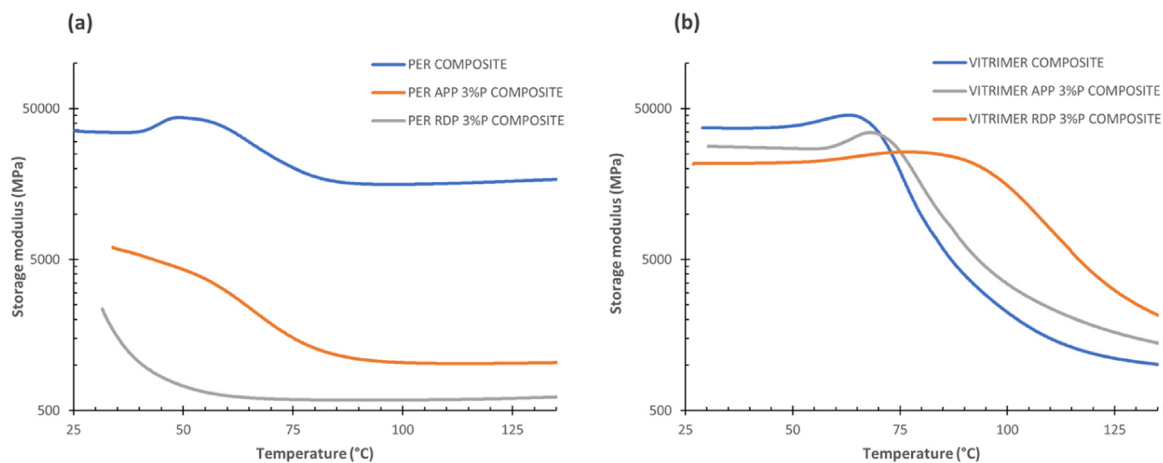 (a)
PER COMPOSITE
PER APP 3%P COMPOSITE
PER RDP 3%P COMPOSITE
Storage modulus (MPa)
50000
5000
500
25
50
75
100
125
Temperature (°C)
(b)
VITRIMER COMPOSITE
VITRIMER APP 3%P COMPOSITE
VITRIMER RDP 3%P COMPOSITE
Storage modulus (MPa)
50000
5000
500
25
50
75
100
125
Temperature (°C)